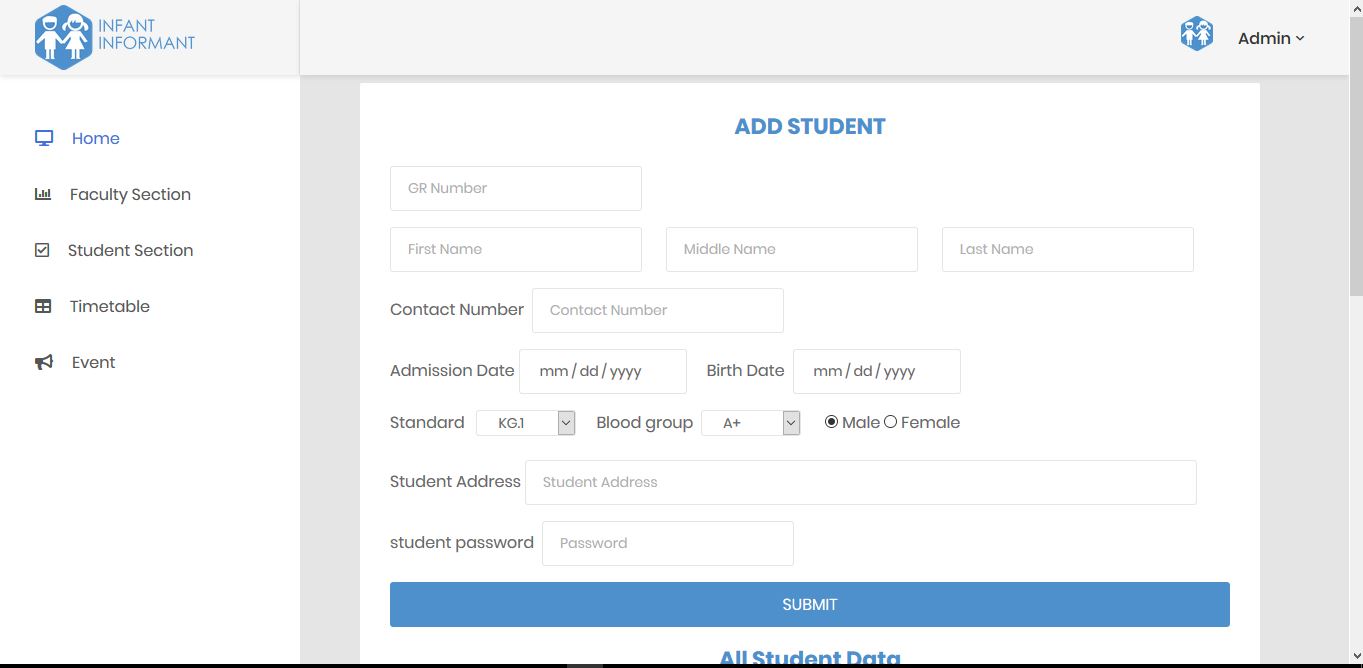 INFANT
INFORMANT
Admin
Home
Faculty Section
Student Section
Timetable
Event
ADD STUDENT
GR Number
First Name Middle Name Last Name
Contact Number Contact Number
Admission Date mm / dd / yyyy Birth Date mm / dd / yyyy
Standard KG.1 Blood group A+ Male Female
Student Address Student Address
student password Password
SUBMIT
All Student Data